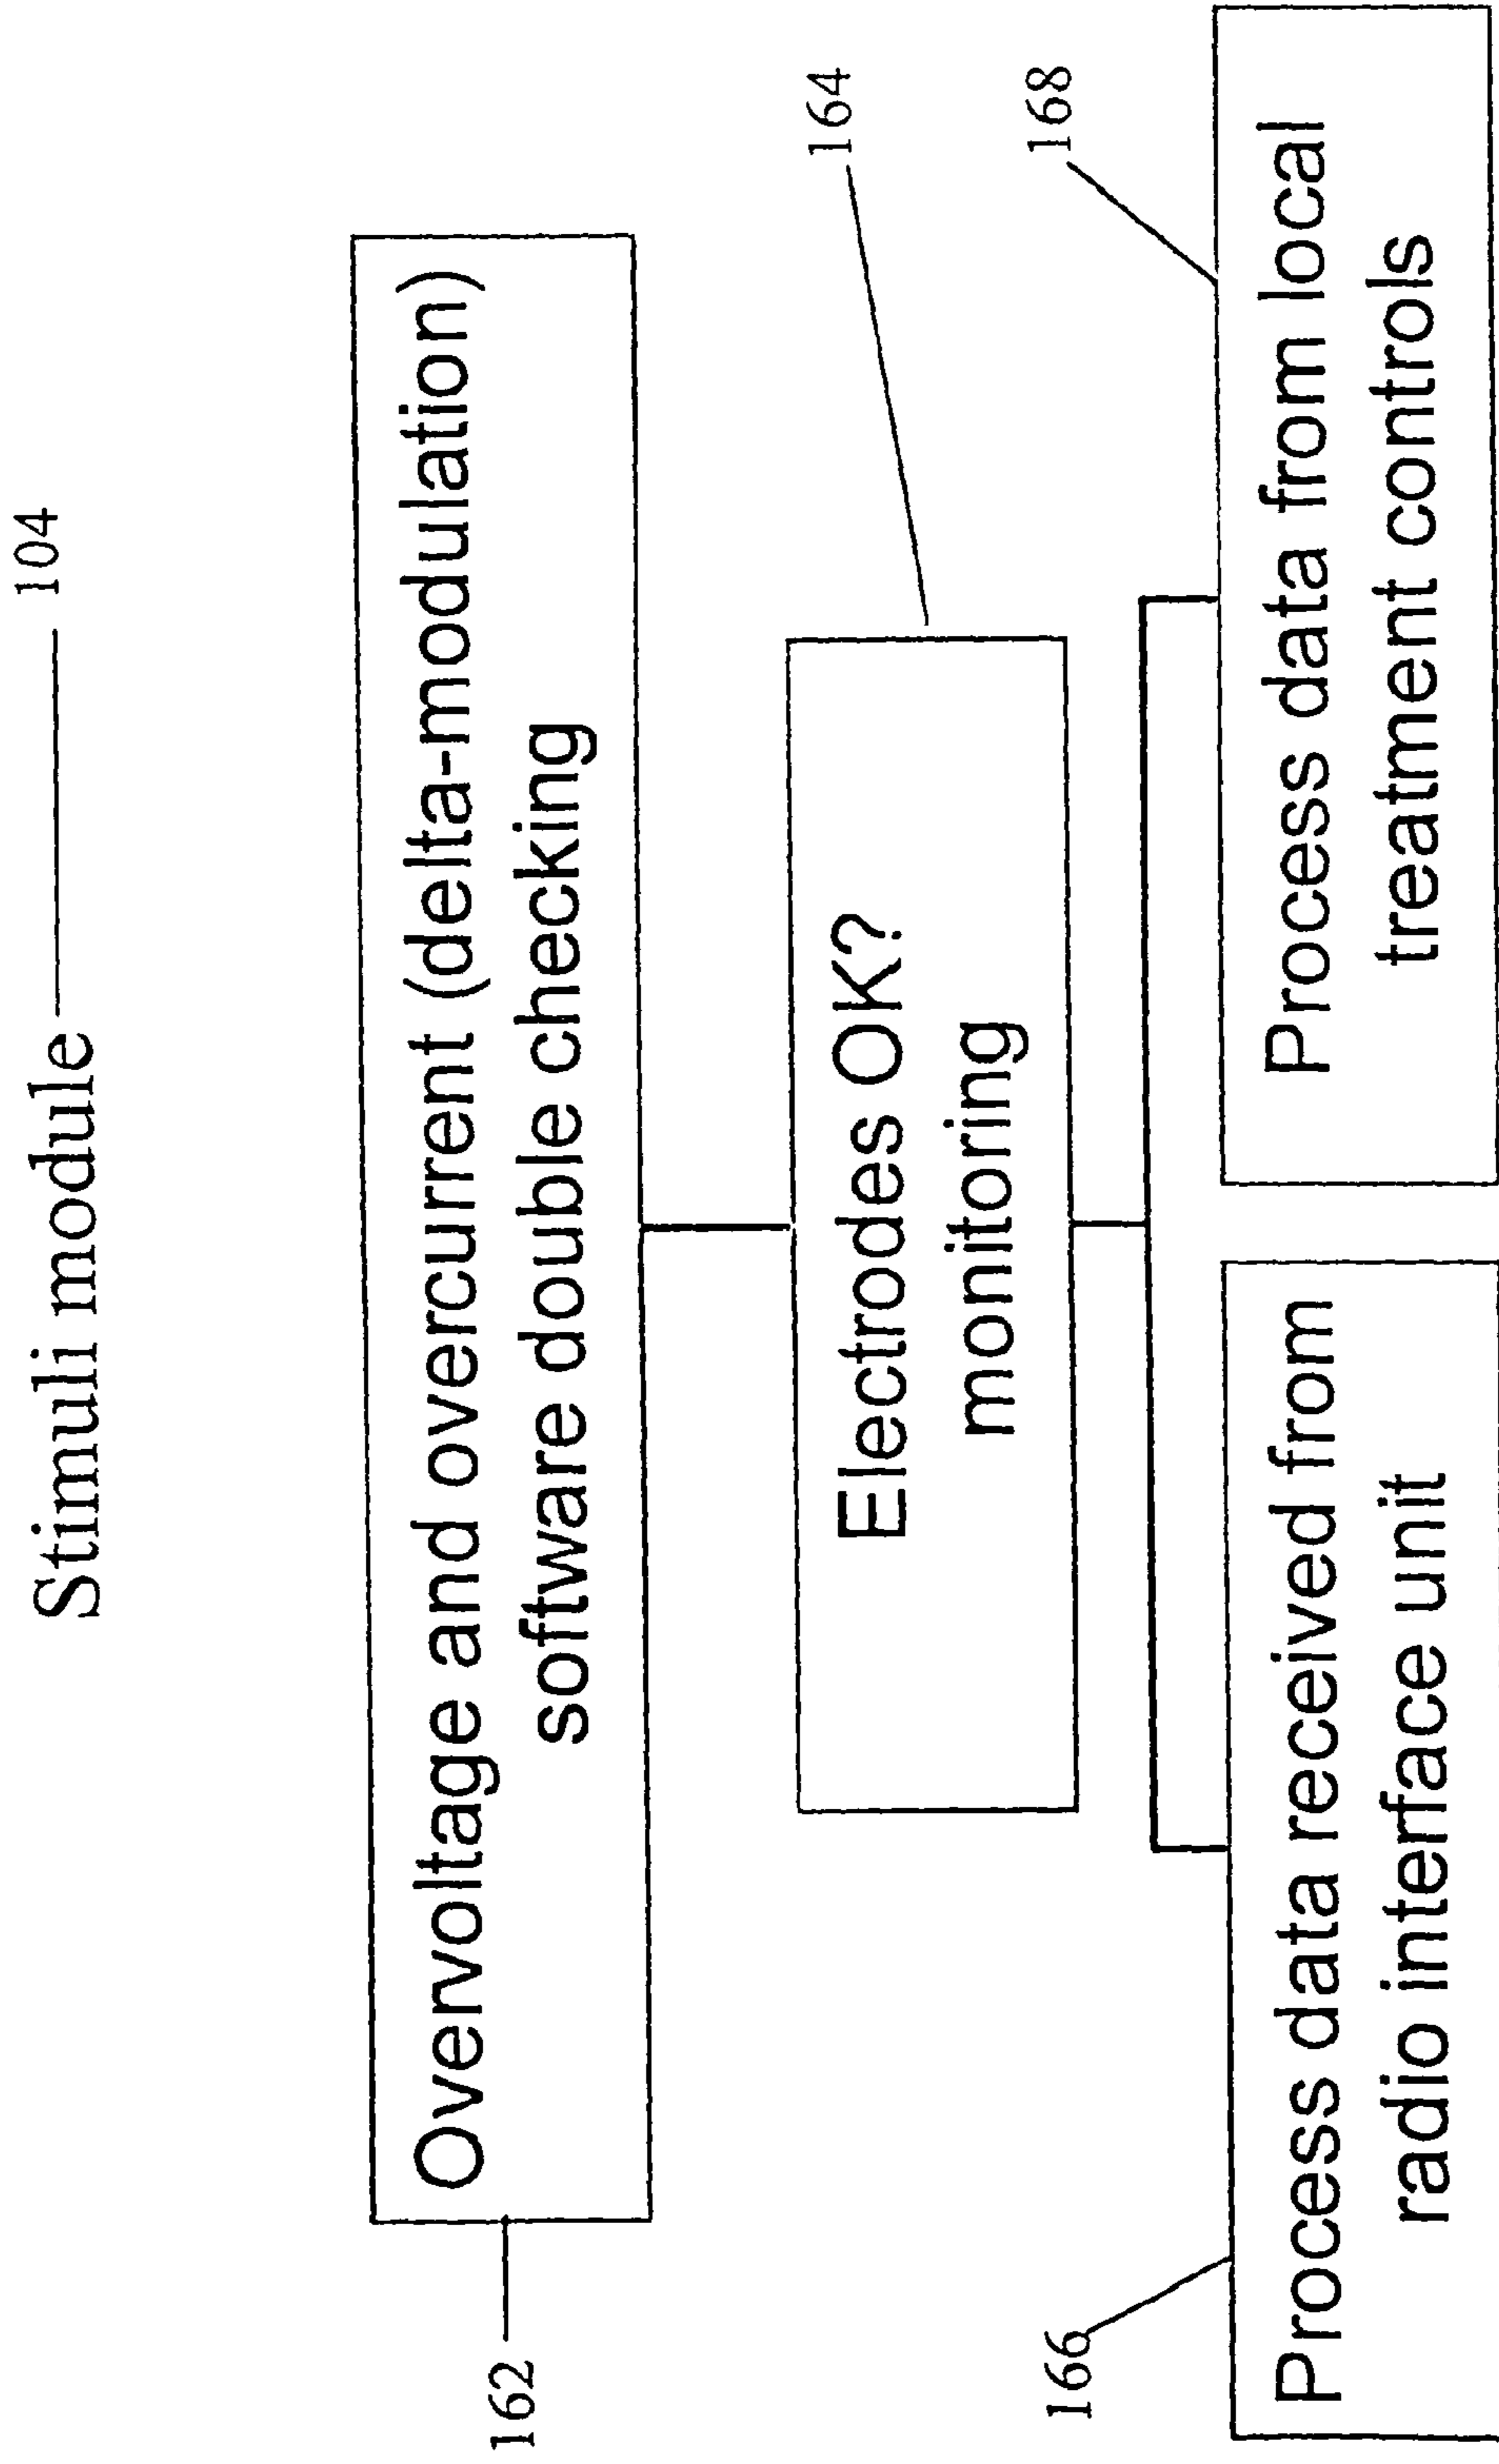 Stimuli module 104
162
Overvoltage and overcurrent (delta-modulation)
software double checking
Electrodes OK?
monitoring
164
166
Process data received from
radio interface unit
168
Process data from local
treatment controls